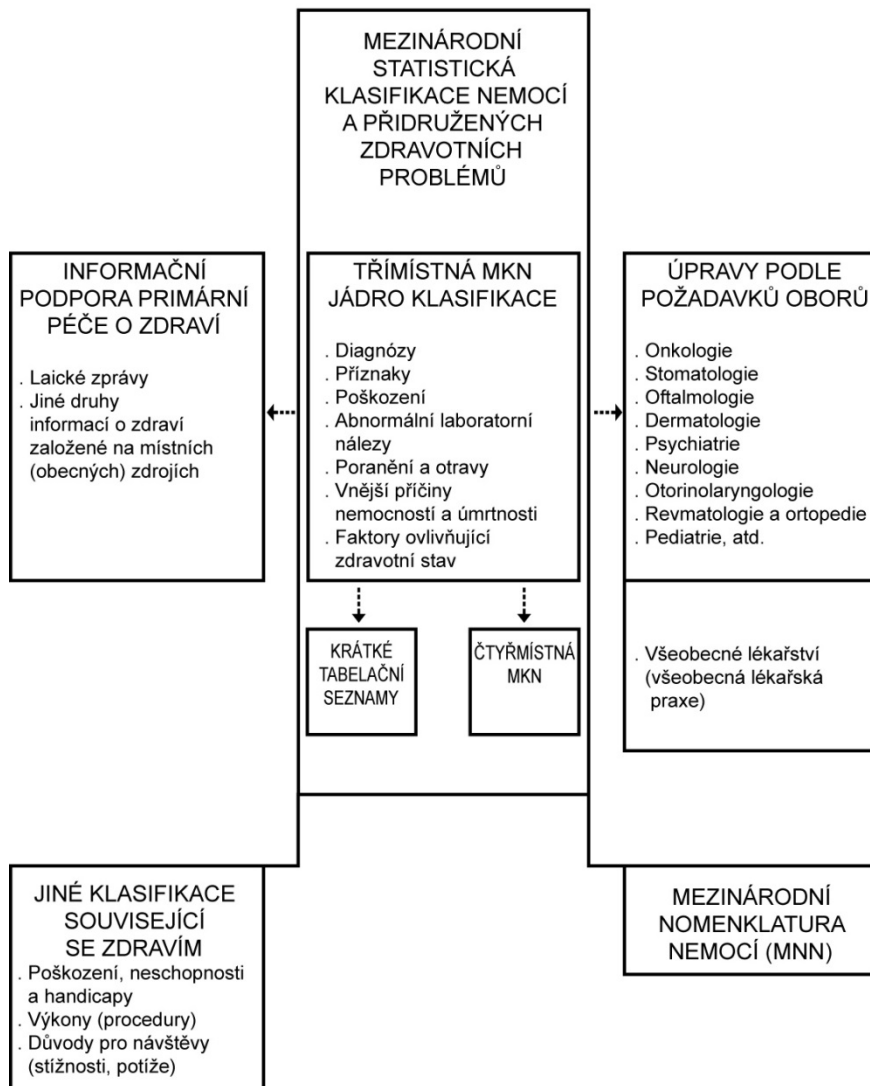 MEZINÁRODNÍ
STATISTICKÁ
KLASIFIKACE NEMOCÍ
A PŘIDRUŽENÝCH
ZDRAVOTNÍCH
PROBLÉMŮ
INFORMAČNÍ
PODPORA PRIMÁRNÍ
PÉČE O ZDRAVÍ
. Laické zprávy
. Jiné druhy
informací o zdraví
založené na místních
(obecných) zdrojích
TŘÍMÍSTNÁ MKN
JÁDRO KLASIFIKACE
. Diagnózy
. Příznaky
. Poškození
. Abnormální laboratorní
nálezy
. Poranění a otravy
. Vnější příčiny
nemocností a úmrtnosti
. Faktory ovlivňující
zdravotní stav
ÚPRAVY PODLE
POŽADAVKŮ OBORŮ
. Onkologie
. Stomatologie
. Oftalmologie
. Dermatologie
. Psychiatrie
. Neurologie
. Otorinolaryngologie
. Revmatologie a ortopedie
. Pediatrie, atd.
KRÁTKÉ
TABELAČNÍ
SEZNAMY
ČTYŘMÍSTNÁ
MKN
. Všeobecné lékařství
(všeobecná lékařská
praxe)
JINÉ KLASIFIKACE
SOUVISEJÍCÍ
SE ZDRAVÍM
. Poškození, neschopnosti
a handicapy
. Výkony (procedury)
. Důvody pro návštěvy
(stížnosti, potíže)
MEZINÁRODNÍ
NOMENKLATURA
NEMOCÍ (MNN)